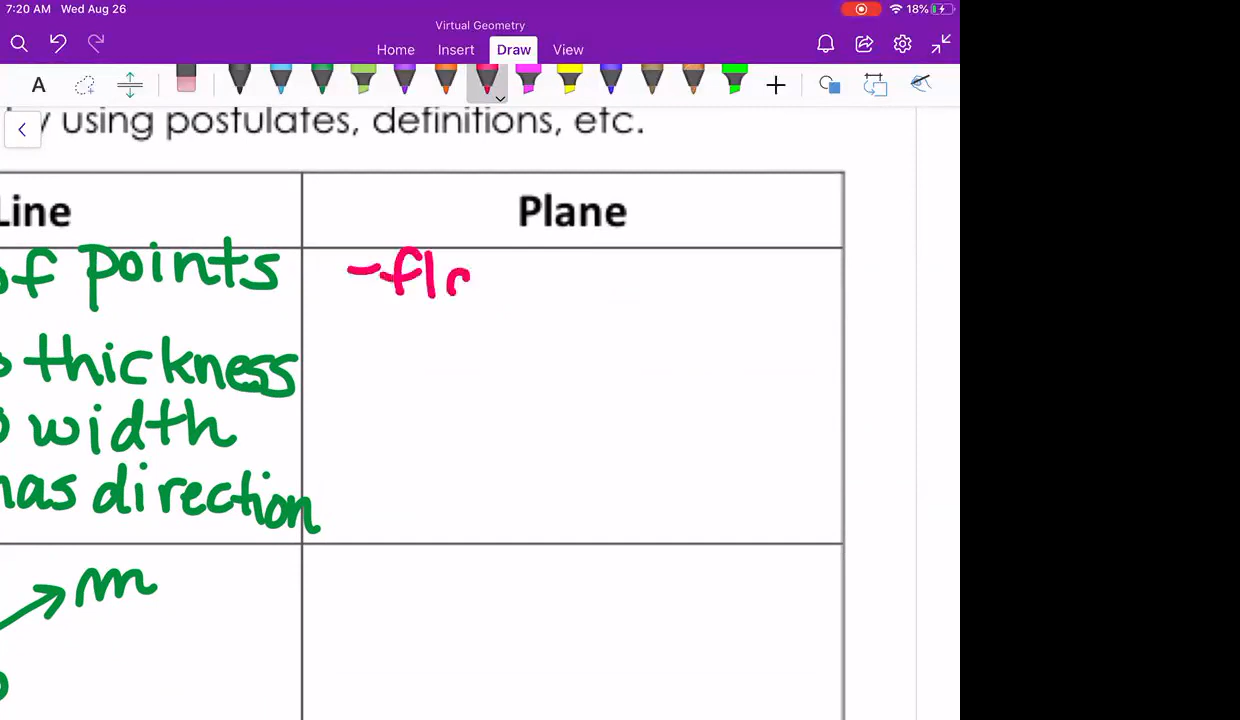 7:20 AM Wed Aug 26
18%
Virtual Geometry
Home Insert Draw View
A
y using postulates, definitions, etc.
Line Plane
of points
thickness
width
has direction
m
-fl